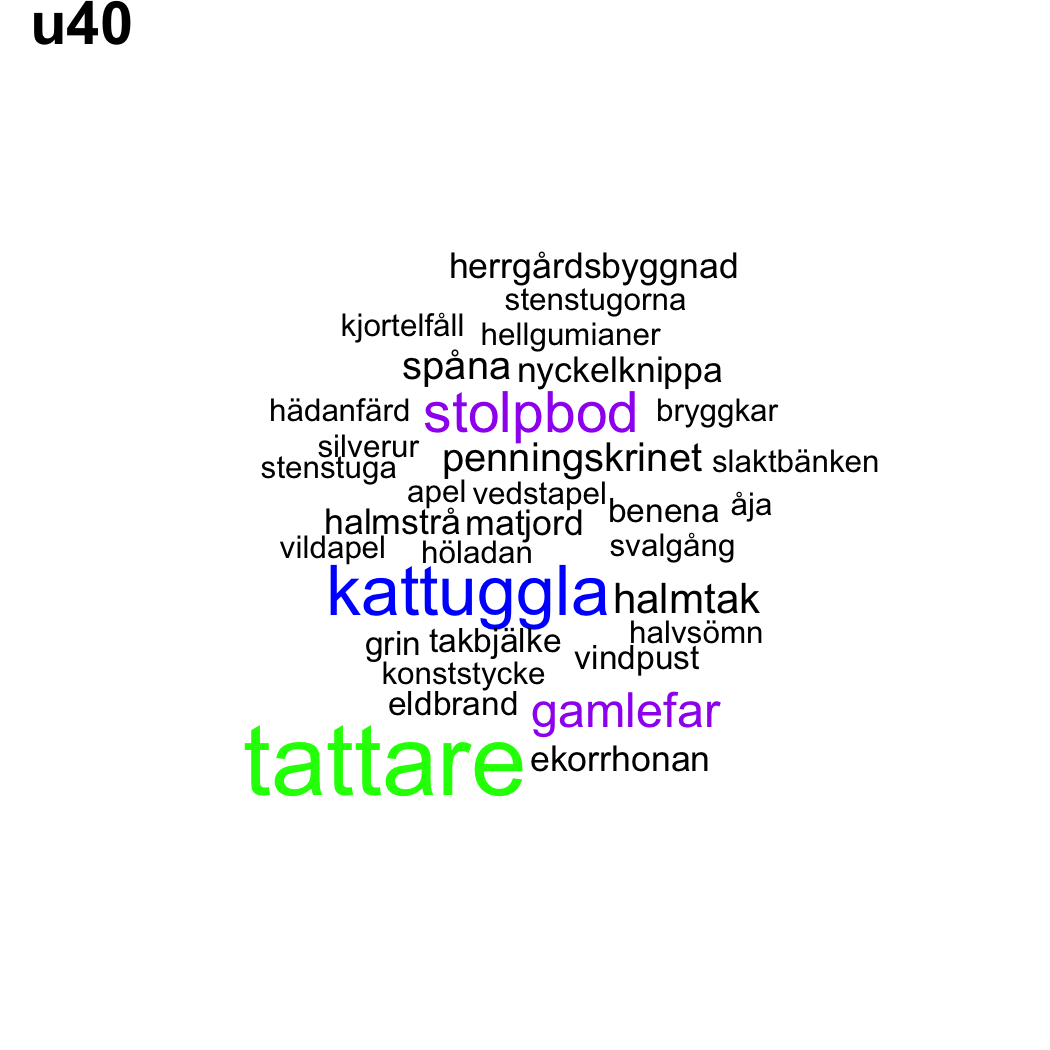 u40
herrgårdsbyggnad
stenstugorna
kjortelfåll hellgumianer
spåna nyckelknippa
hädanfärd stolpbod bryggkar
silverur
stenstuga penningskrinet slaktbänken
apel vedstapel benena åja
halmstrå matjord
vildapel höladan svalgång
kattuggla halmtak
grin takbjälke halvsömn
konststycke vindpust
eldbrand gamlefar
tattare ekorrhonan